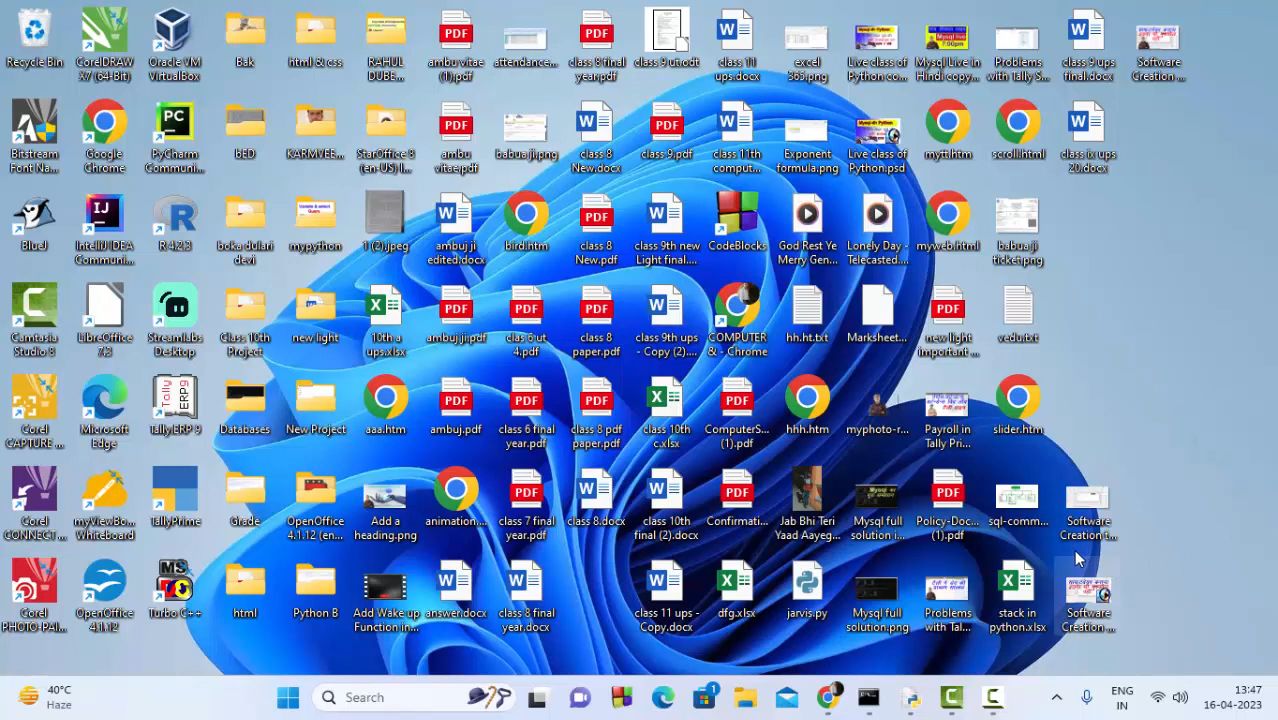 Recycle Bin
CorelDRAW
X7 (64-Bit)
Oracle VM
VirtualBox
Bak
html & css
RAHUL
DUBE...
ambu vitae
(1).pdf
attendance...
class 8 final
year.pdf
class 9 ut.odt
class 11
ups.docx
excel
365.png
Live class of
Python co...
Mysql Live in
Hindi copy...
Problems
with Tally S...
class 9 ups
final.docx
Software
Creation ...
Bitstream
Font Na...
Google
Chrome
PyCharm
Communi...
bED
KARMVEE...
StarOffice 8
(en-US) I...
ambu
vitae.pdf
babua ji.png
class 8
New.docx
class 9.pdf
class 11th
comput...
Exponent
formula.png
Live class of
Python.psd
mytt.htm
scroll.html
class ix ups
20.docx
BlueJ
IntelliJ IDEA
Communi...
R 4.2.3
boka dulari
devi
mypython
1 (2).jpeg
ambuj ji
edited.docx
bird.htm
class 8
New.pdf
class 9th new
Light final....
CodeBlocks
God Rest Ye
Merry Gen...
Lonely Day -
Telecasted....
myweb.html
babua ji
ticket.png
Camtasia
Studio 8
LibreOffice
7.3
Streamlabs
Desktop
Class 10th
Project
new light
10th a
ups.xlsx
ambuj.jii.pdf
clas 6 ut
4.pdf
class 8
paper.pdf
class 9th ups
- Copy (2)....
COMPUTER
& - Chrome
hh.ht.txt
Marksheet...
new light
important ...
vedu.txt
Corel
CAPTURE ...
Microsoft
Edge
Tally.ERP 9
Databases
New Project
aaa.htm
ambuj.pdf
class 6 final
year.pdf
class 8 pdf
paper.pdf
class 10th
c.xlsx
ComputerS...
(1).pdf
hhh.htm
myphoto-r...
Payroll in
Tally Pri...
slider.htm
Corel
CONNECT...
myViewBo...
Whiteboard
TallyPrime
Grade
OpenOffice
4.1.12 (en...
Add a
heading.png
animation....
class 7 final
year.pdf
class 8.docx
class 10th
final (2).docx
Confirmati...
Jab Bhi Teri
Yaad Aayeg...
Mysql full
solution i...
Policy-Doc...
(1).pdf
sql-comm...
Software
Creation t...
Corel
PHOTO-PAI...
OpenOffice
4.1.12
Turbo C++
html
Python B
Add Wake up
Function in...
answer.docx
class 8 final
year.docx
class 11 ups -
Copy.docx
dfg.xlsx
jarvis.py
Mysql full
solution.png
Problems
with Tal...
stack in
python.xlsx
Software
Creation ...
40°C
Haze
Search
1
ENG
IN
13:47
16-04-2023